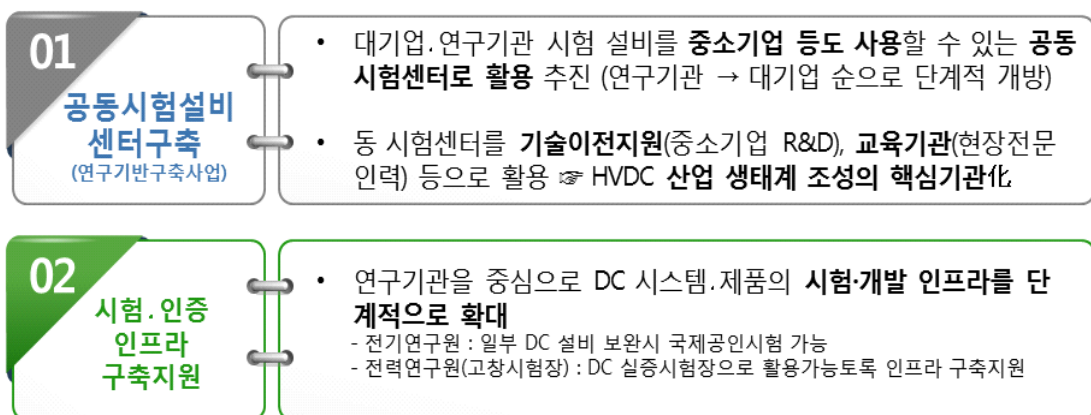 01
공동시험설비
센터구축
(연구기반구축사업)
• 대기업.연구기관 시험 설비를 중소기업 등도 사용할 수 있는 공동
시험센터로 활용 추진 (연구기관 → 대기업 순으로 단계적 개방)
• 동 시험센터를 기술이전지원(중소기업 R&D), 교육기관(현장전문
인력) 등으로 활용 ☞ HVDC 산업 생태계 조성의 핵심기관化
02
시험.인증
인프라
구축지원
• 연구기관을 중심으로 DC 시스템.제품의 시험·개발 인프라를 단
계적으로 확대
- 전기연구원 : 일부 DC 설비 보완시 국제공인시험 가능
- 전력연구원(고창시험장) : DC 실증시험장으로 활용가능토록 인프라 구축지원